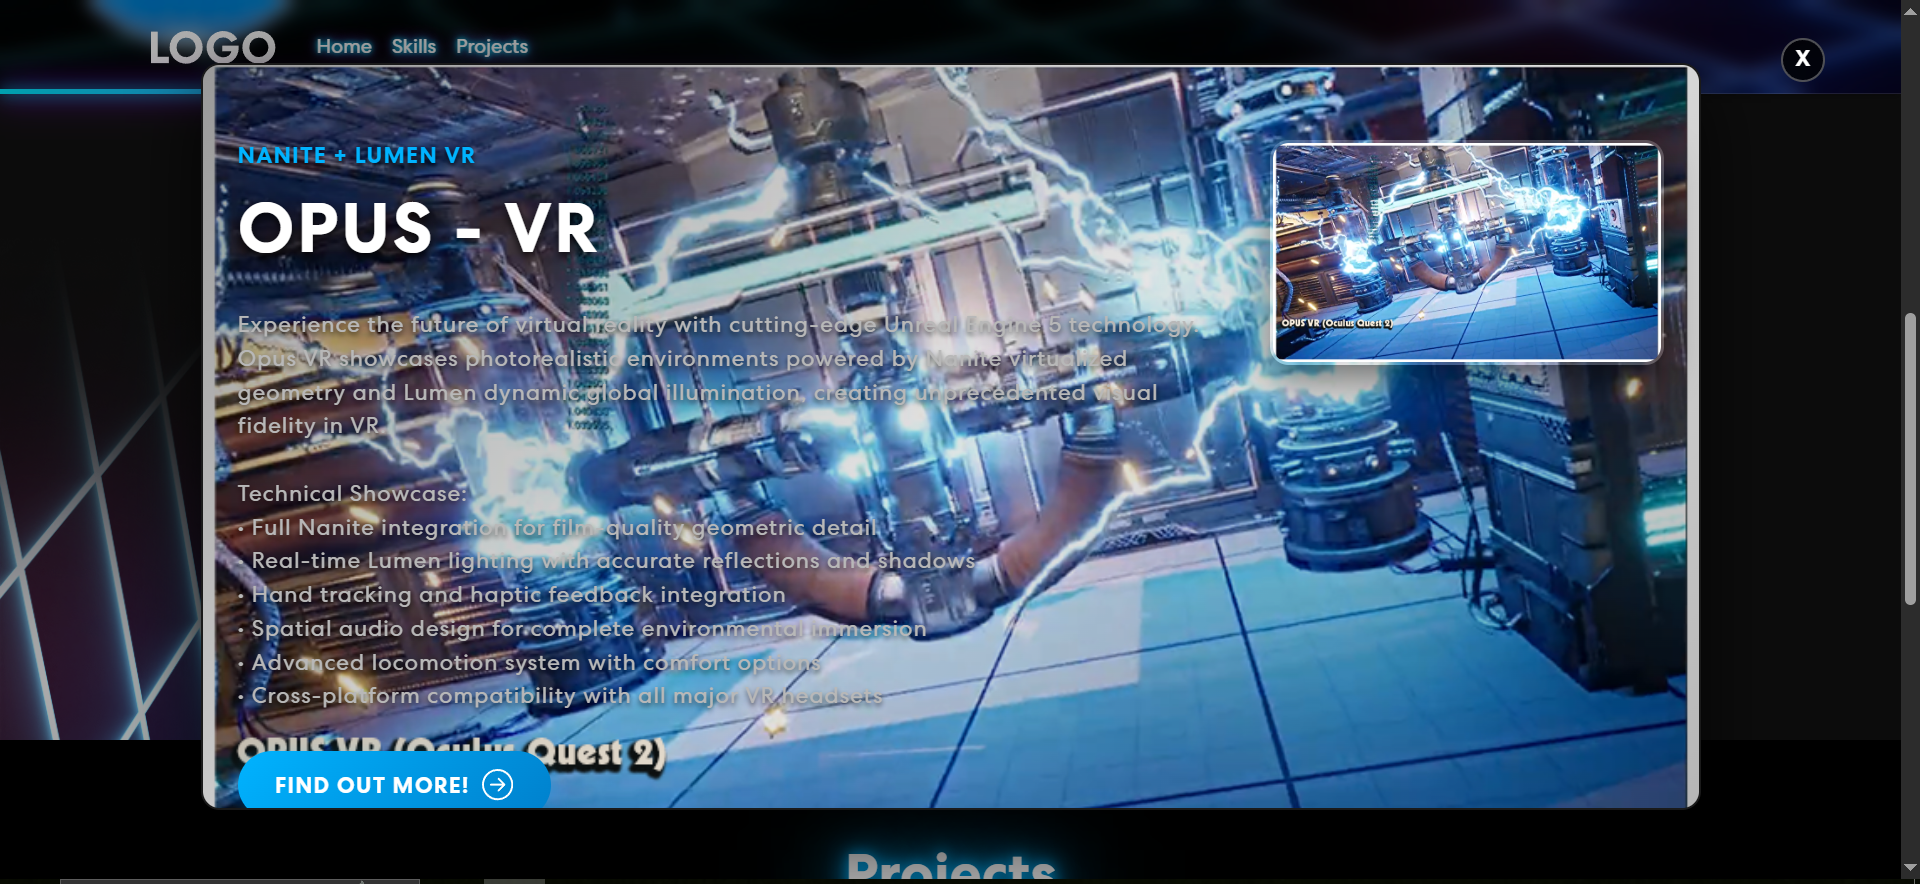 LOGO Home Skills Projects
X
NANITE + LUMEN VR
OPUS - VR
Experience the future of virtual reality with cutting-edge Unreal Engine 5 technology.
Opus VR showcases photorealistic environments powered by Nanite virtualized
geometry and Lumen dynamic global illumination, creating unprecedented visual
fidelity in VR.
Technical Showcase:
• Full Nanite integration for film-quality geometric detail
• Real-time Lumen lighting with accurate reflections and shadows
• Hand tracking and haptic feedback integration
• Spatial audio design for complete environmental immersion
• Advanced locomotion system with comfort options
• Cross-platform compatibility with all major VR headsets
OPUS VR (Oculus Quest 2)
FIND OUT MORE!
OPUS VR (Oculus Quest 2)
Projects